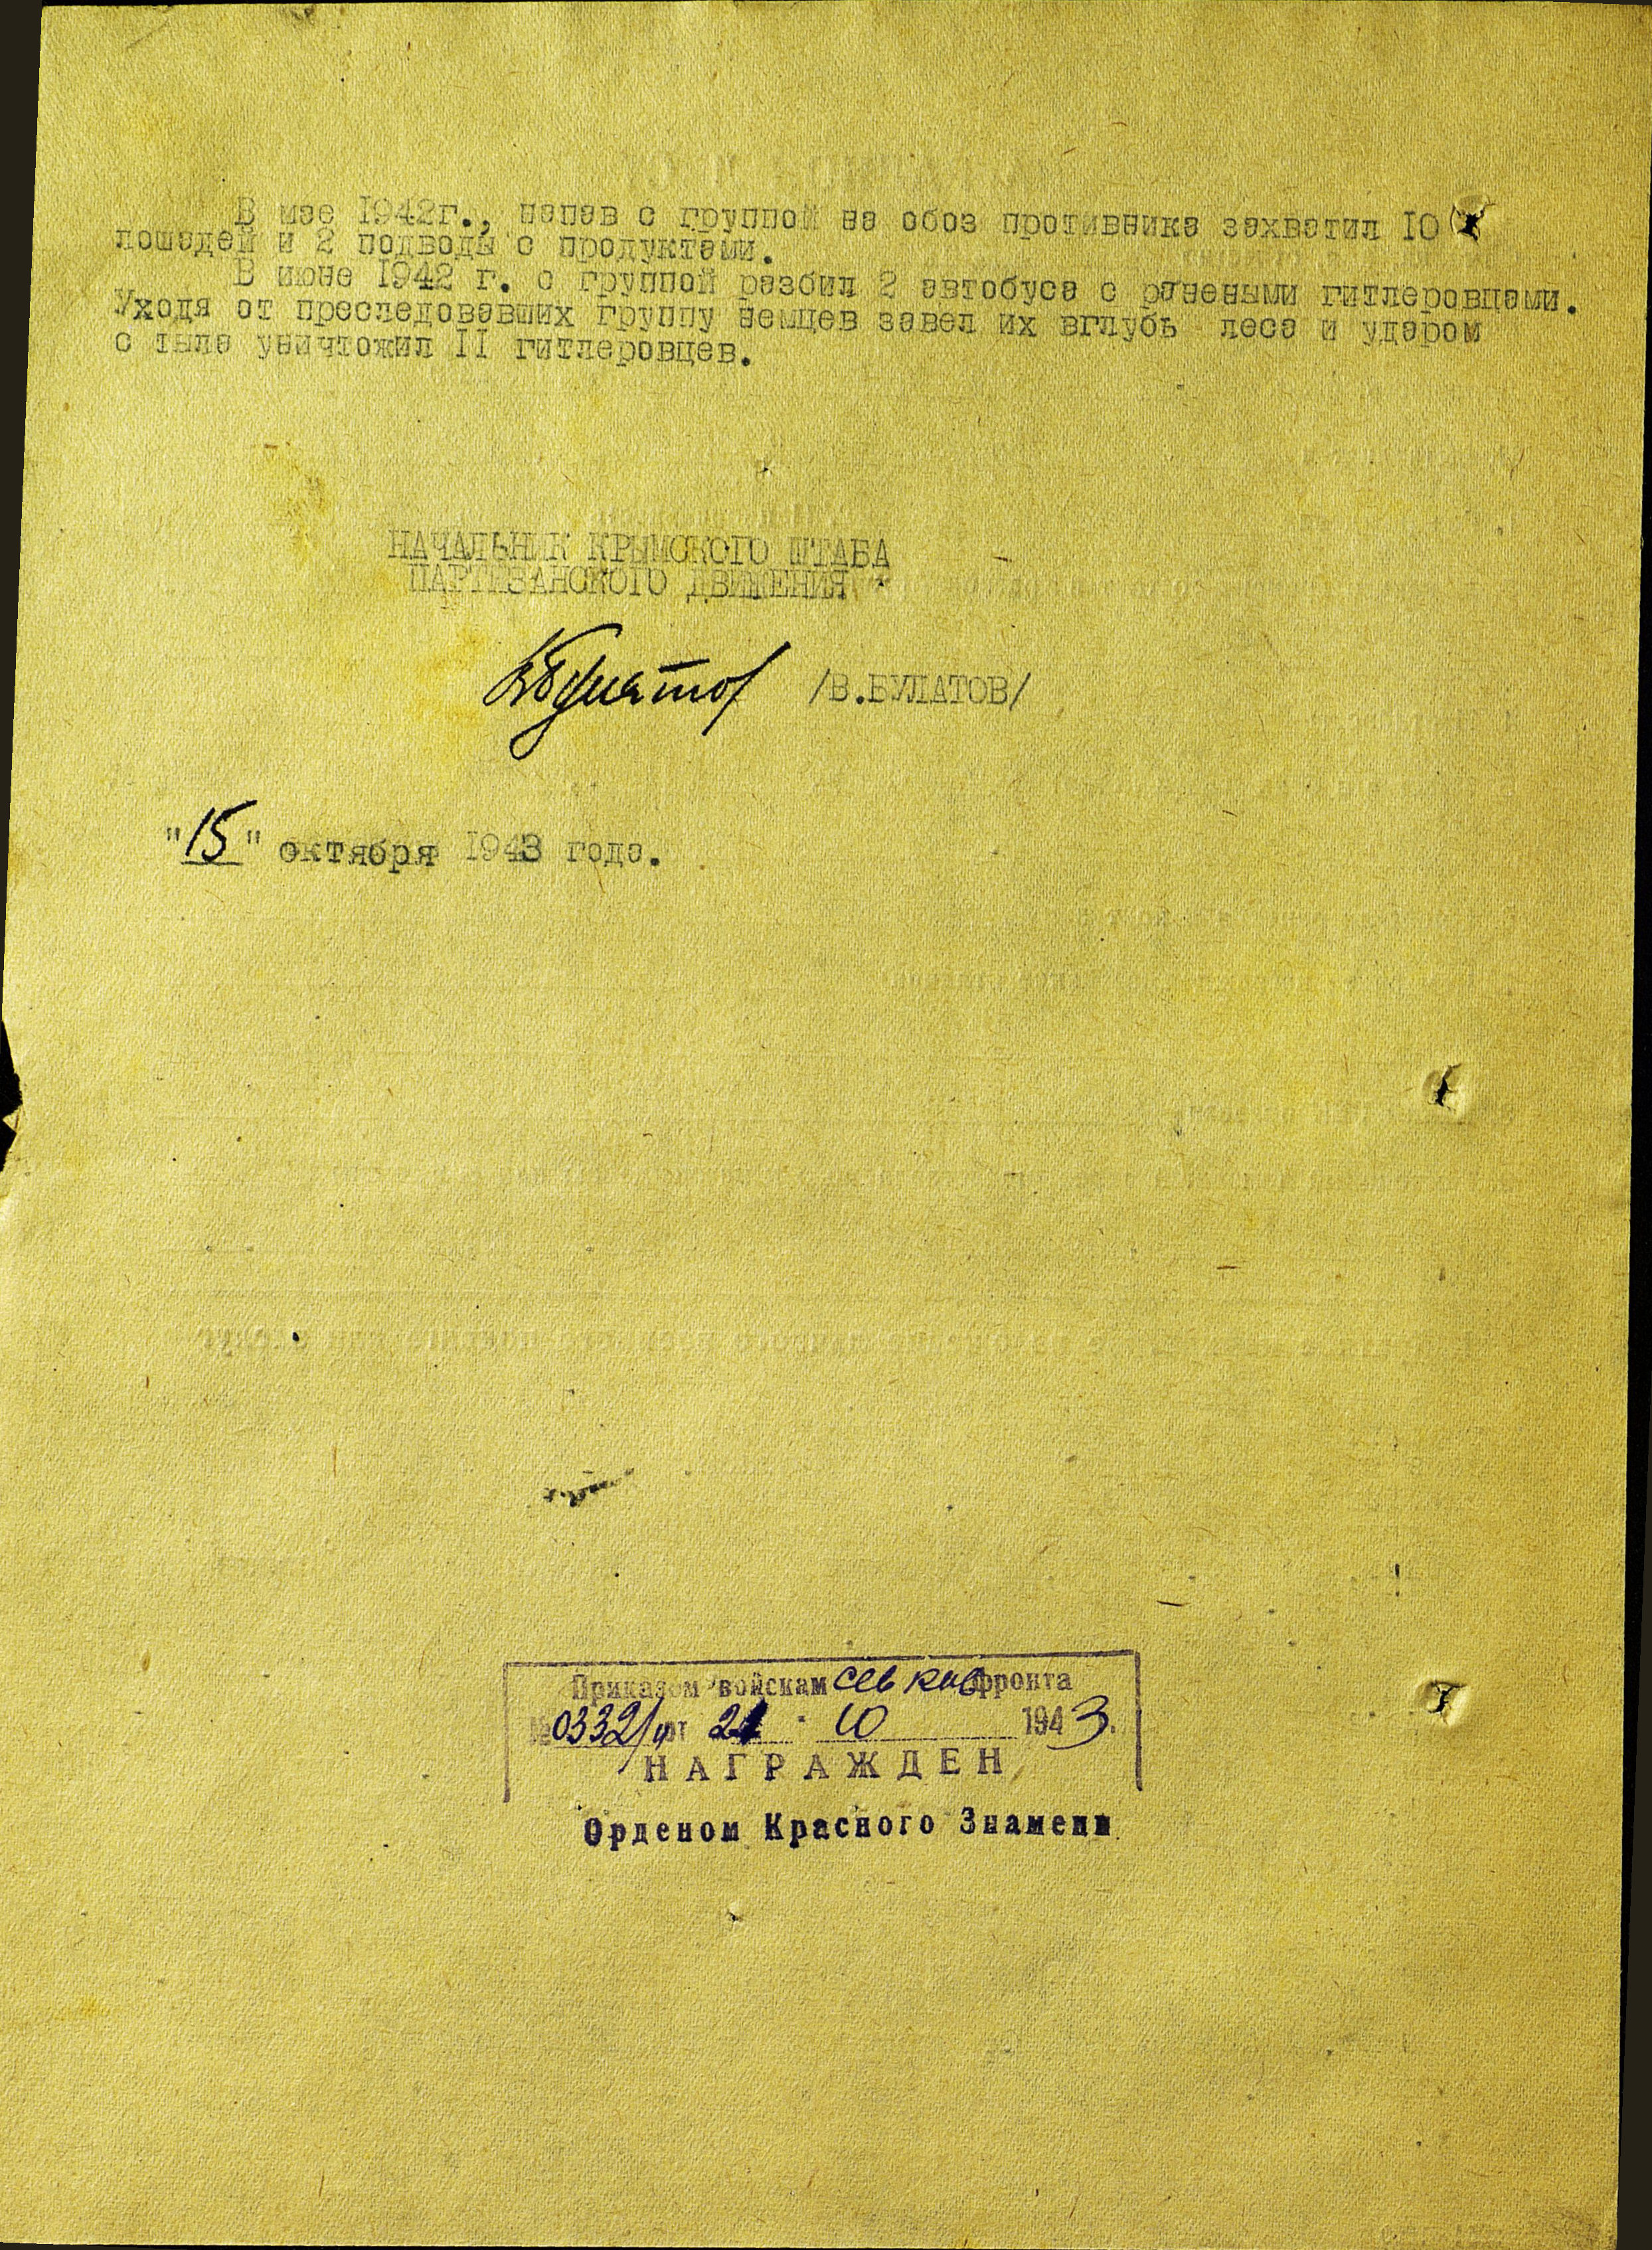 В мае 1942г., напав с группой на обоз противника захватил 10
лошадей и 2 подводы с продуктами.
В июне 1942 г. с группой разбил 2 автобуса с ранеными гитлеровцами.
Уходя от преследовавших группу немцев завел их вглубь леса и ударом
с тыла уничтожил II гитлеровцев.
НАЧАЛЬНИК КРЫМСКОГО ШТАБА
ПАРТИЗАНСКОГО ДВИЖЕНИЯ
ВБулатов /В.БУЛАТОВ/
"15" октября 1943 года.
Приказом войскам Сев Кав фронта
№ 0332/н от 21 10 1943.
НАГРАЖДЕН
Орденом Красного Знамени